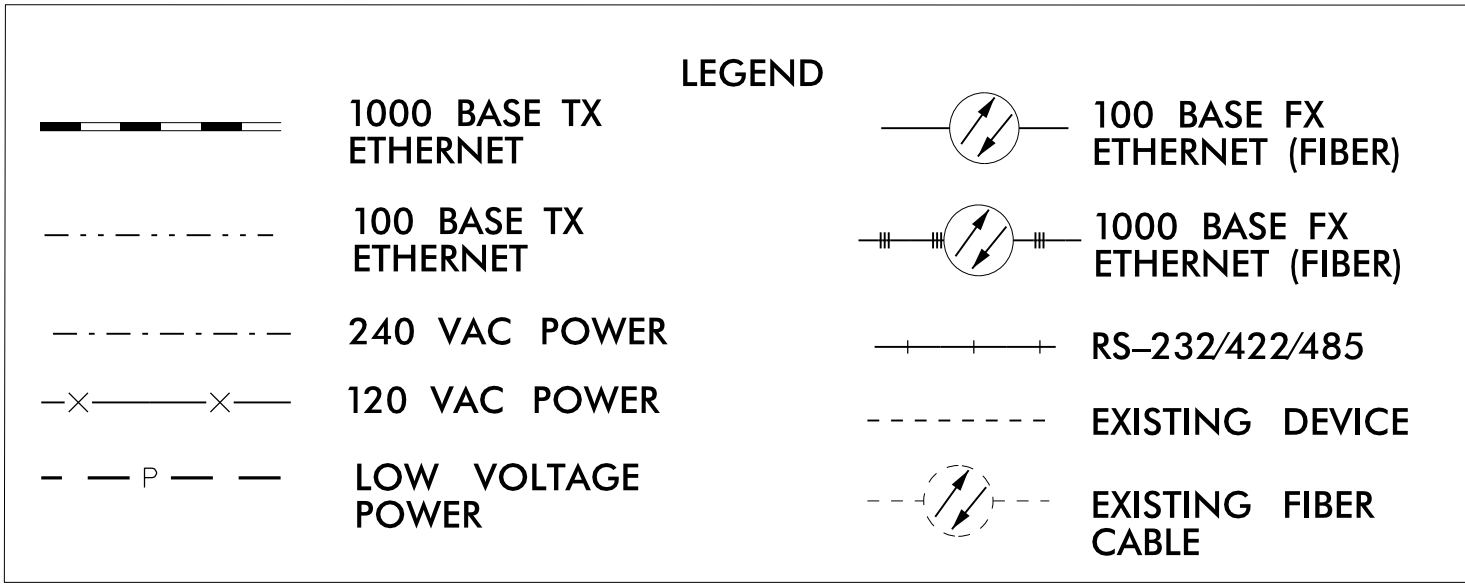 LEGEND
1000 BASE TX
ETHERNET
100 BASE TX
ETHERNET
240 VAC POWER
120 VAC POWER
P
LOW VOLTAGE
POWER
100 BASE FX
ETHERNET (FIBER)
1000 BASE FX
ETHERNET (FIBER)
RS–232/422/485
EXISTING DEVICE
EXISTING FIBER
CABLE